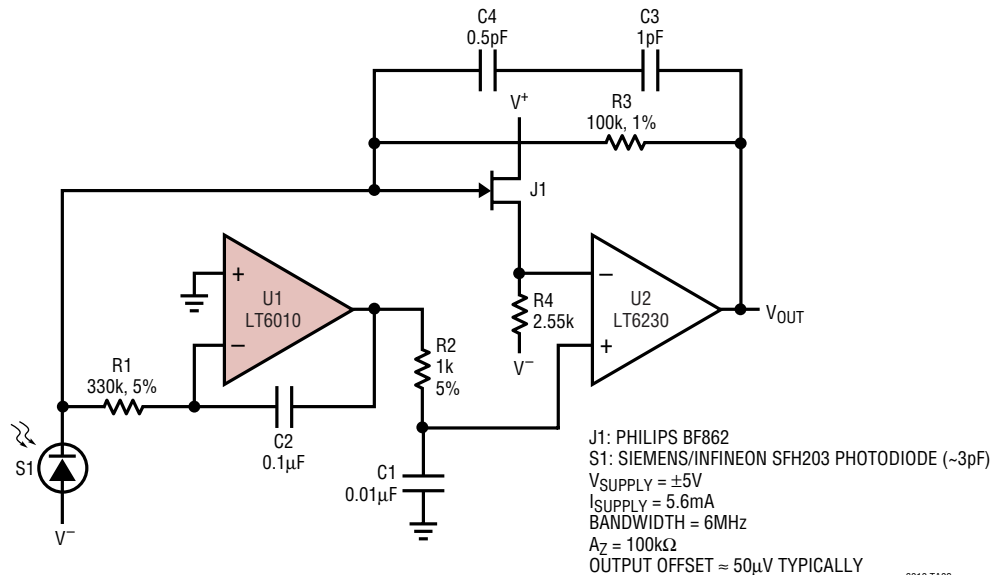 C4
0.5pF
C3
1pF
V+
R3
100k, 1%
J1
+
U1
LT6010
−
−
U2
LT6230
+
VOUT
R4
2.55k
V−
R1
330k, 5%
R2
1k
5%
C2
0.1µF
S1
V−
C1
0.01µF
J1: PHILIPS BF862
S1: SIEMENS/INFINEON SFH203 PHOTODIODE (~3pF)
VSUPPLY = ±5V
ISUPPLY = 5.6mA
BANDWIDTH = 6MHz
AZ = 100kΩ
OUTPUT OFFSET ≈ 50µV TYPICALLY